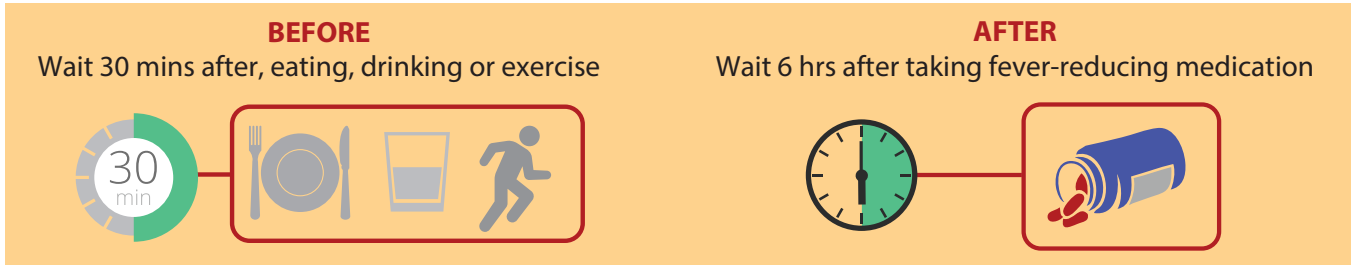 BEFORE
Wait 30 mins after, eating, drinking or exercise
30
min
AFTER
Wait 6 hrs after taking fever-reducing medication